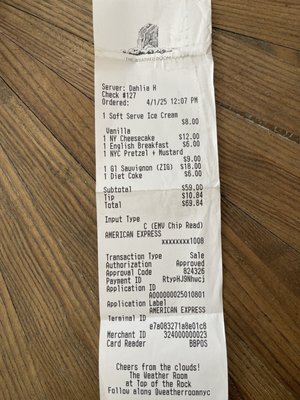 THE WEATHER ROOM
Server: Dahlia H
Check #127
Ordered: 4/1/25 12:07 PM
1 Soft Serve Ice Cream
$8.00
Vanilla
1 NY Cheesecake $12.00
1 English Breakfast $6.00
1 NYC Pretzel + Mustard
$9.00
1 Gl Sauvignon (ZIG) $18.00
1 Diet Coke $6.00
Subtotal $59.00
Tip $10.84
Total $69.84
Input Type
C (EMV Chip Read)
AMERICAN EXPRESS
xxxxxxxx1008
Transaction Type Sale
Authorization Approved
Approval Code 824326
Payment ID RtypHJ9Nhwcj
Application ID
A000000025010801
Application Label
AMERICAN EXPRESS
Terminal ID
e7a083271a8e01c8
Merchant ID 324000000023
Card Reader BBPOS
Cheers from the clouds!
The Weather Room
at Top of the Rock
Follow along @weatherroomnyc